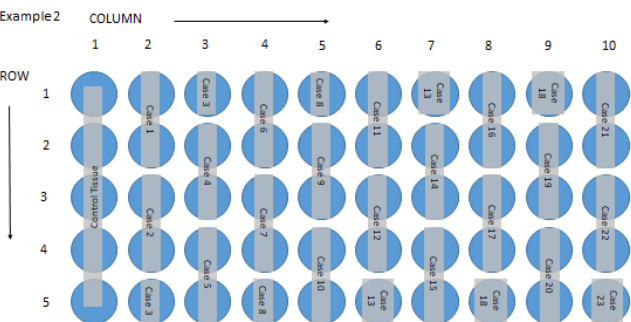 Example2 COLUMN
1 2 3 4 5 6 7 8 9 10
ROW
1
2
3
4
5
Control Tissue
Case 1
Case 2
Case 3
Case 3
Case 4
Case 5
Case 6
Case 7
Case 8
Case 8
Case 9
Case 10
Case 11
Case 12
Case
13
Case
13
Case 14
Case 15
Case 16
Case 17
Case
18
Case
18
Case 19
Case 20
Case 21
Case 22
Case
23